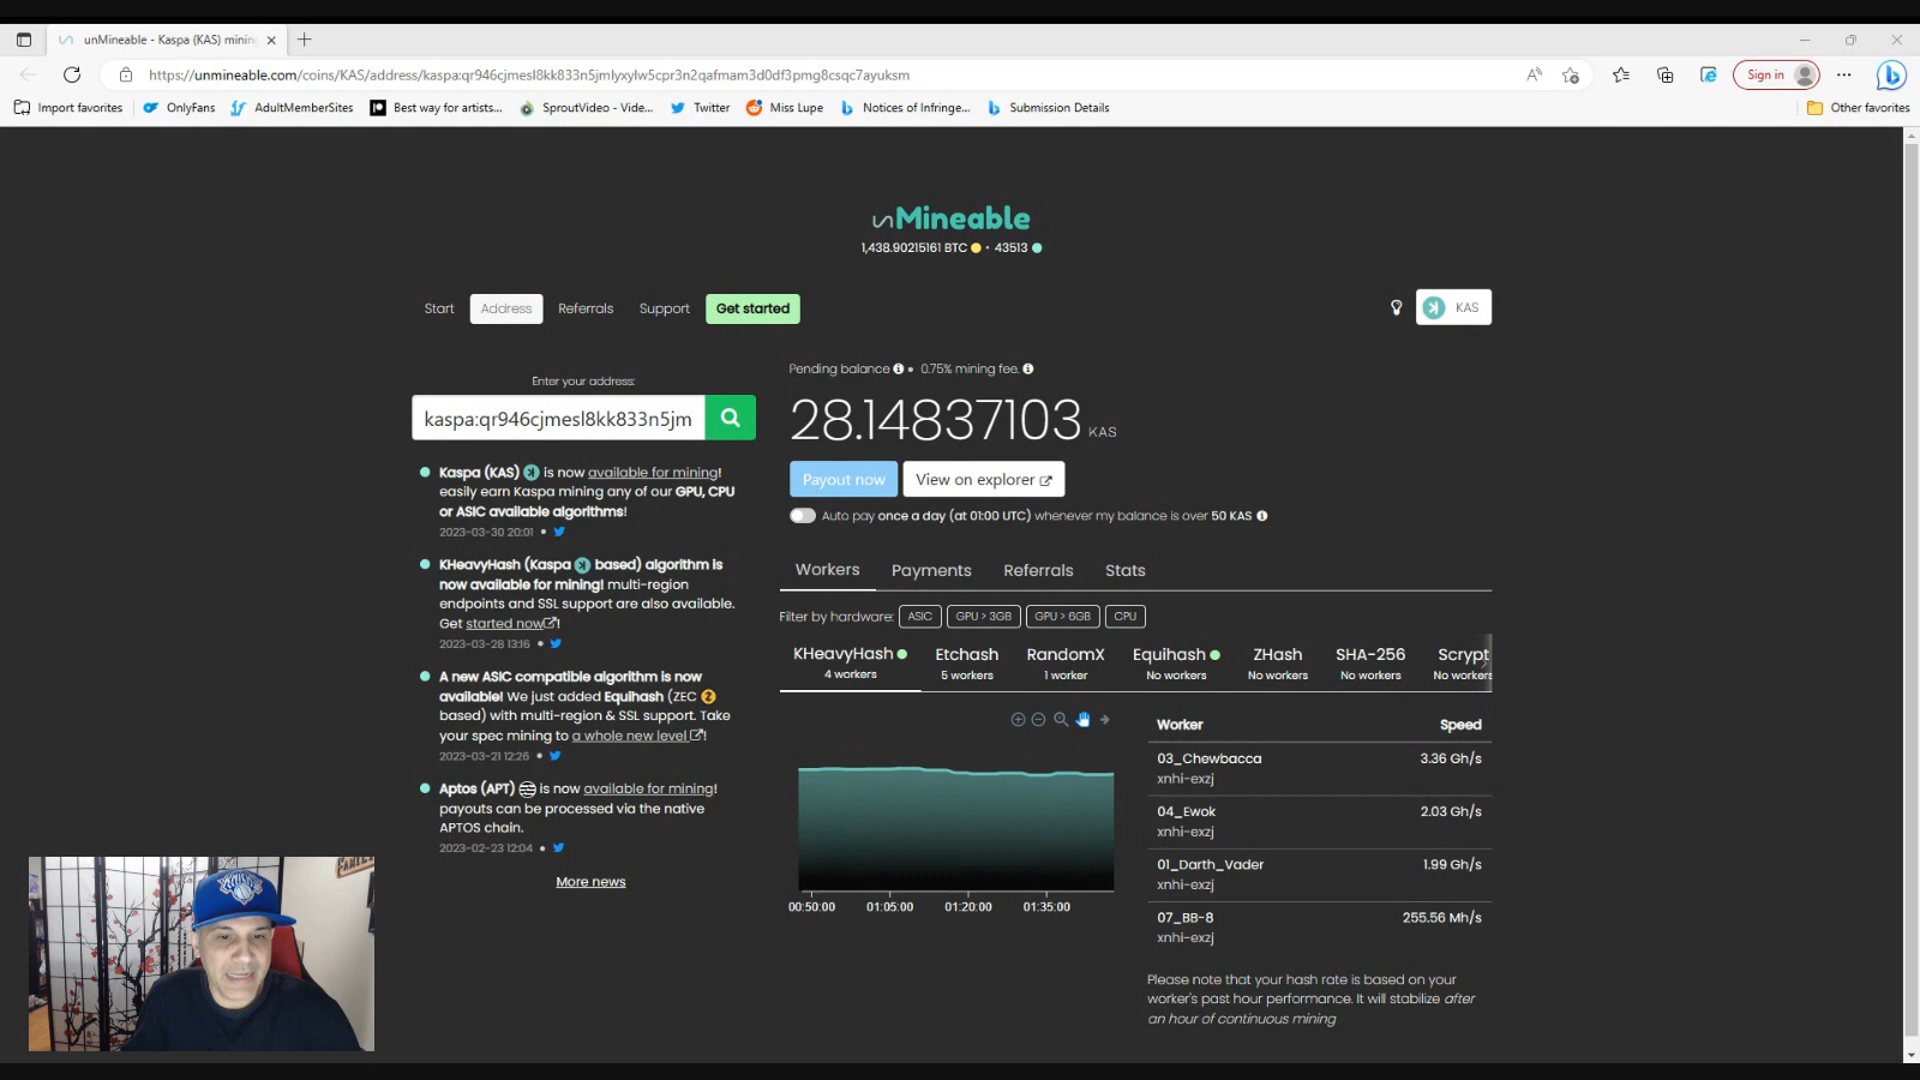 unMineable - Kaspa (KAS) minin
https://unmineable.com/coins/KAS/address/kaspa:qr946cjmesl8kk833n5jmlyxylw5cpr3n2qafmam3d0df3pmg8csqc7ayuksm
Sign in
Import favorites
OnlyFans
AdultMemberSites
Best way for artists...
SproutVideo - Vide...
Twitter
Miss Lupe
Notices of Infringe...
Submission Details
Other favorites
unMineable
1,438.90215161 BTC • 43513
Start
Address
Referrals
Support
Get started
KAS
Enter your address:
kaspa:qr946cjmesl8kk833n5jm
Kaspa (KAS) is now available for mining!
easily earn Kaspa mining any of our GPU, CPU
or ASIC available algorithms!
2023-03-30 20:01 •
KHeavyHash (Kaspa based) algorithm is
now available for mining! multi-region
endpoints and SSL support are also available.
Get started now!
2023-03-28 13:16 •
A new ASIC compatible algorithm is now
available! We just added Equihash (ZEC
based) with multi-region & SSL support. Take
your spec mining to a whole new level!
2023-03-21 12:26 •
Aptos (APT) is now available for mining!
payouts can be processed via the native
APTOS chain.
2023-02-23 12:04 •
More news
Pending balance • 0.75% mining fee.
28.14837103 KAS
Payout now
View on explorer
Auto pay once a day (at 01:00 UTC) whenever my balance is over 50 KAS
Workers
Payments
Referrals
Stats
Filter by hardware: ASIC GPU > 3GB GPU > 6GB CPU
KHeavyHash
4 workers
Etchash
5 workers
RandomX
1 worker
Equihash
No workers
ZHash
No workers
SHA-256
No workers
Scrypt
No workers
00:50:00
01:05:00
01:20:00
01:35:00
Worker Speed
03_Chewbacca 3.36 Gh/s
xnhi-exzj
04_Ewok 2.03 Gh/s
xnhi-exzj
01_Darth_Vader 1.99 Gh/s
xnhi-exzj
07_BB-8 255.56 Mh/s
xnhi-exzj
Please note that your hash rate is based on your
worker's past hour performance. It will stabilize after
an hour of continuous mining